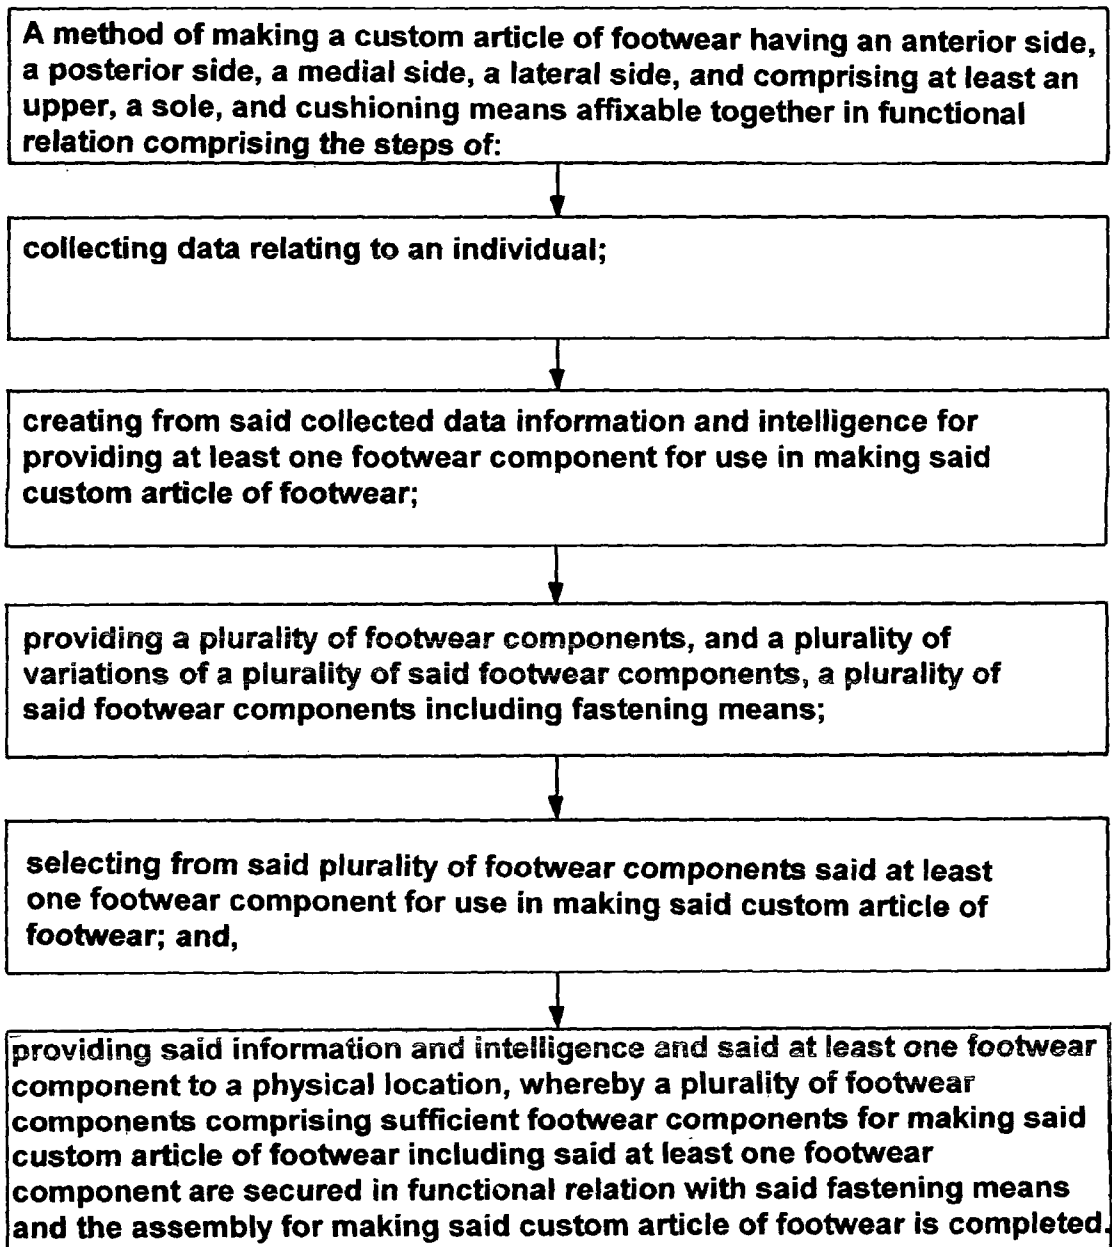 A method of making a custom article of footwear having an anterior side,
a posterior side, a medial side, a lateral side, and comprising at least an
upper, a sole, and cushioning means affixable together in functional
relation comprising the steps of:
collecting data relating to an individual;
creating from said collected data information and intelligence for
providing at least one footwear component for use in making said
custom article of footwear;
providing a plurality of footwear components, and a plurality of
variations of a plurality of said footwear components, a plurality of
said footwear components including fastening means;
selecting from said plurality of footwear components said at least
one footwear component for use in making said custom article of
footwear; and,
providing said information and intelligence and said at least one footwear
component to a physical location, whereby a plurality of footwear
components comprising sufficient footwear components for making said
custom article of footwear including said at least one footwear
component are secured in functional relation with said fastening means
and the assembly for making said custom article of footwear is completed.